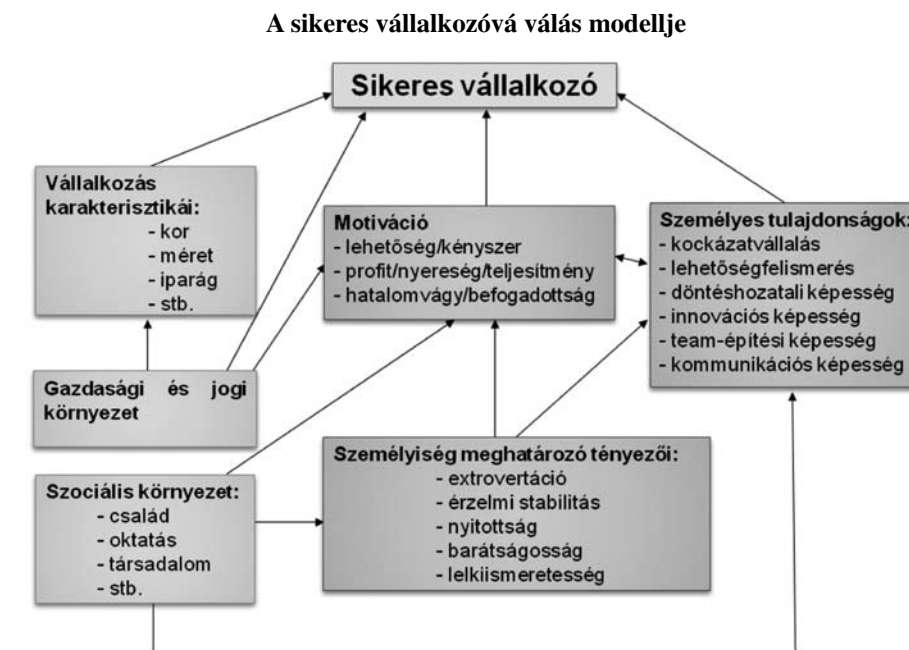 A sikeres vállalkozóvá válás modellje
Sikeres vállalkozó
Vállalkozás
karakterisztikái:
- kor
- méret
- iparág
- stb.
Motiváció
- lehetőség/kényszer
- profit/nyereség/teljesítmény
- hatalomvágy/befogadottság
Személyes tulajdonságok:
- kockázatvállalás
- lehetőségfelismerés
- döntéshozatali képesség
- innovációs képesség
- team-építési képesség
- kommunikációs képesség
Gazdasági és jogi
környezet
Szociális környezet:
- család
- oktatás
- társadalom
- stb.
Személyiség meghatározó tényezői:
- extrovertáció
- érzelmi stabilitás
- nyitottság
- barátságosság
- lelkiismeretesség